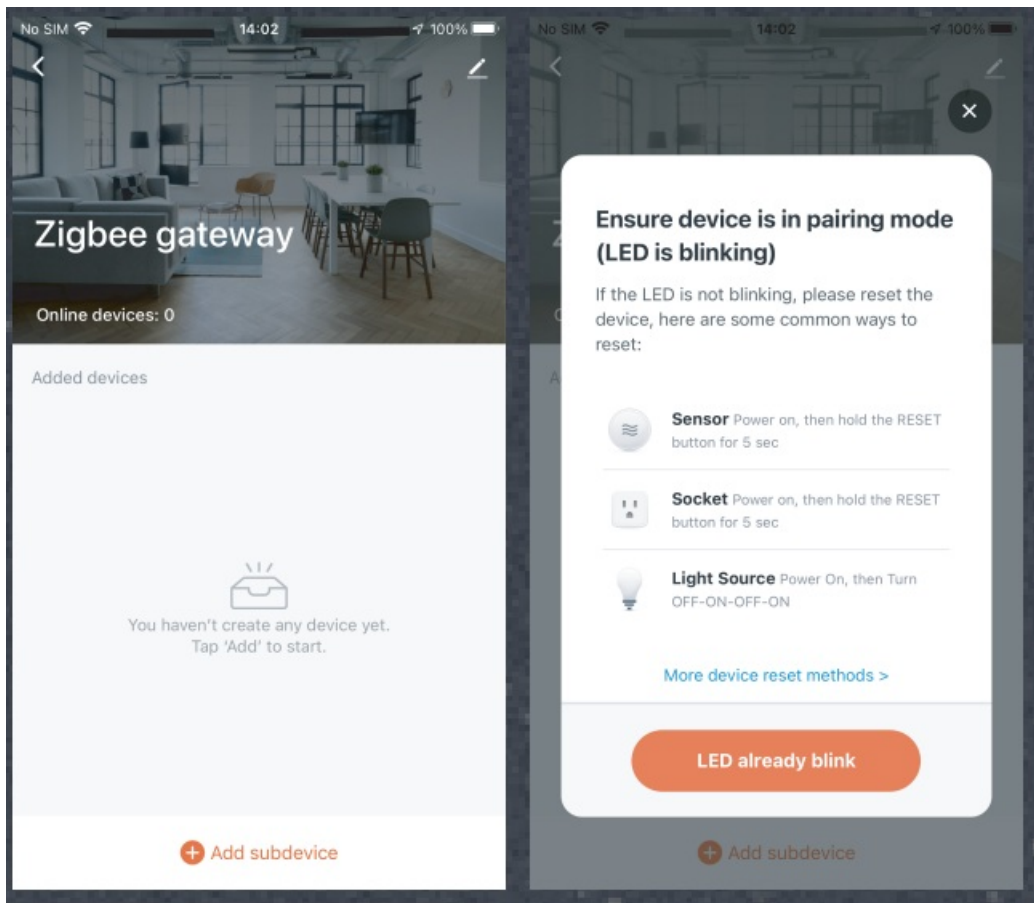 No SIM 14:02 100%
Zigbee gateway
Online devices: 0
Added devices
You haven't create any device yet.
Tap 'Add' to start.
Add subdevice
No SIM 14:02 100%
Ensure device is in pairing mode
(LED is blinking)
If the LED is not blinking, please reset the
device, here are some common ways to
reset:
Sensor Power on, then hold the RESET
button for 5 sec
Socket Power on, then hold the RESET
button for 5 sec
Light Source Power On, then Turn
OFF-ON-OFF-ON
More device reset methods >
LED already blink
Add subdevice